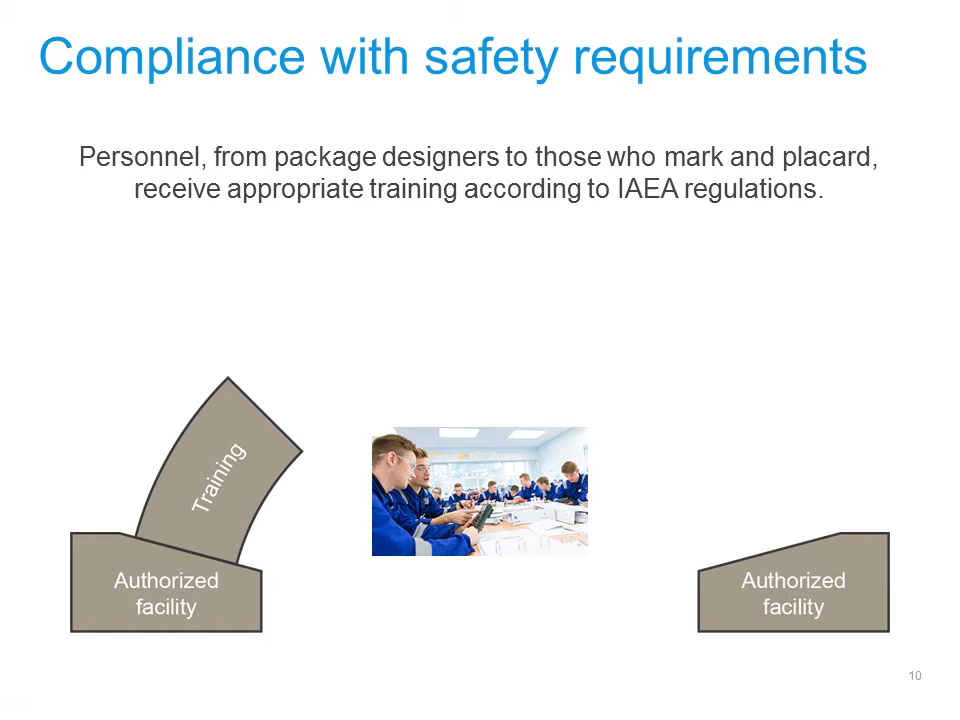 Compliance with safety requirements
Personnel, from package designers to those who mark and placard,
receive appropriate training according to IAEA regulations.
Training
Authorized
facility
Authorized
facility
10